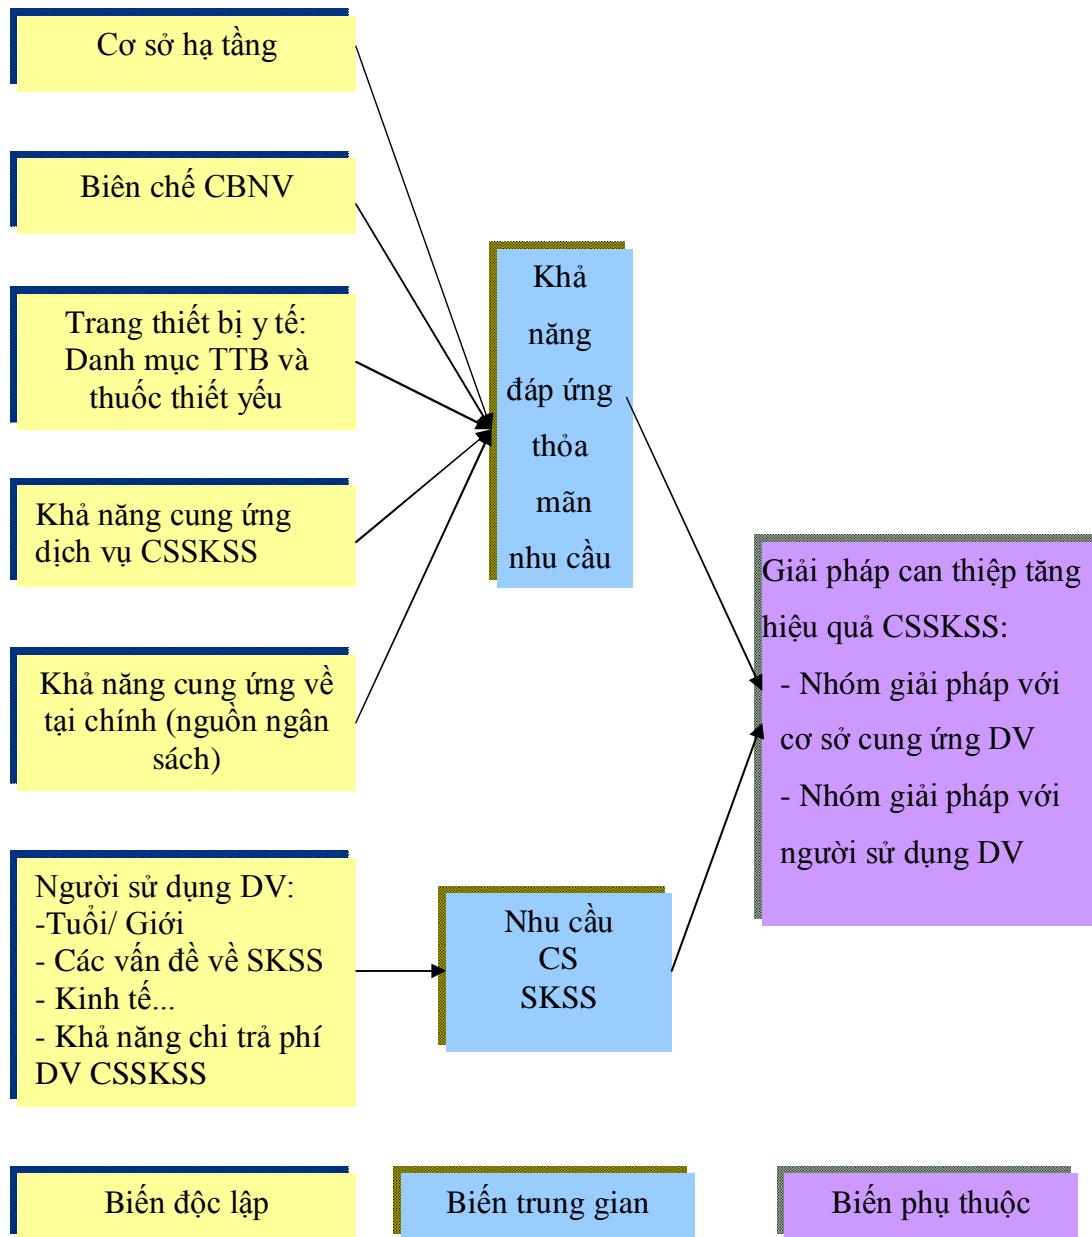 Cơ sở hạ tầng
Biên chế CBNV
Trang thiết bị y tế:
Danh mục TTB và
thuốc thiết yếu
Khả năng cung ứng
dịch vụ CSSKSS
Khả năng cung ứng về
tại chính (nguồn ngân
sách)
Người sử dụng DV:
-Tuổi/ Giới
- Các vấn đề về SKSS
- Kinh tế...
- Khả năng chi trả phí
DV CSSKSS
Khả
năng
đáp ứng
thỏa
mãn
nhu cầu
Nhu cầu
CS
SKSS
Giải pháp can thiệp tăng
hiệu quả CSSKSS:
- Nhóm giải pháp với
cơ sở cung ứng DV
- Nhóm giải pháp với
người sử dụng DV
Biến độc lập
Biến trung gian
Biến phụ thuộc